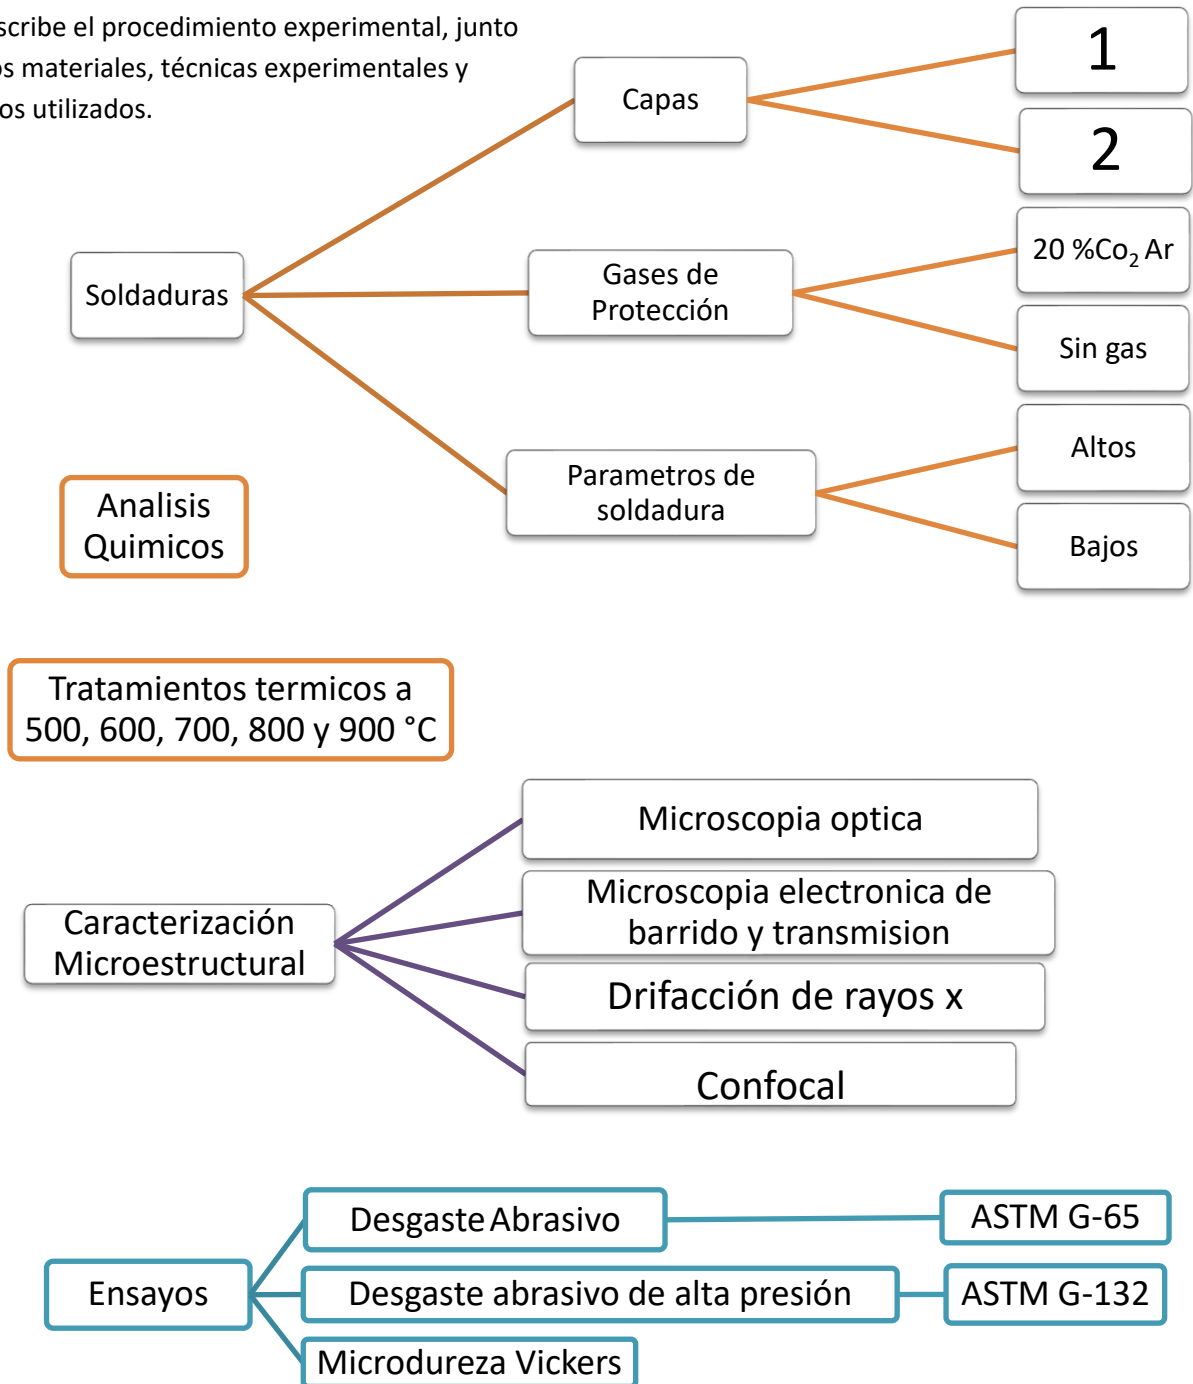 scribe el procedimiento experimental, junto
os materiales, técnicas experimentales y
os utilizados.
Capas
1
2
Soldaduras
Gases de
Protección
20 %Co₂ Ar
Sin gas
Parametros de
soldadura
Altos
Bajos
Analisis
Quimicos
Tratamientos termicos a
500, 600, 700, 800 y 900 °C
Caracterización
Microestructural
Microscopia optica
Microscopia electronica de
barrido y transmision
Drifacción de rayos x
Confocal
Ensayos
Desgaste Abrasivo
ASTM G-65
Desgaste abrasivo de alta presión
ASTM G-132
Microdureza Vickers